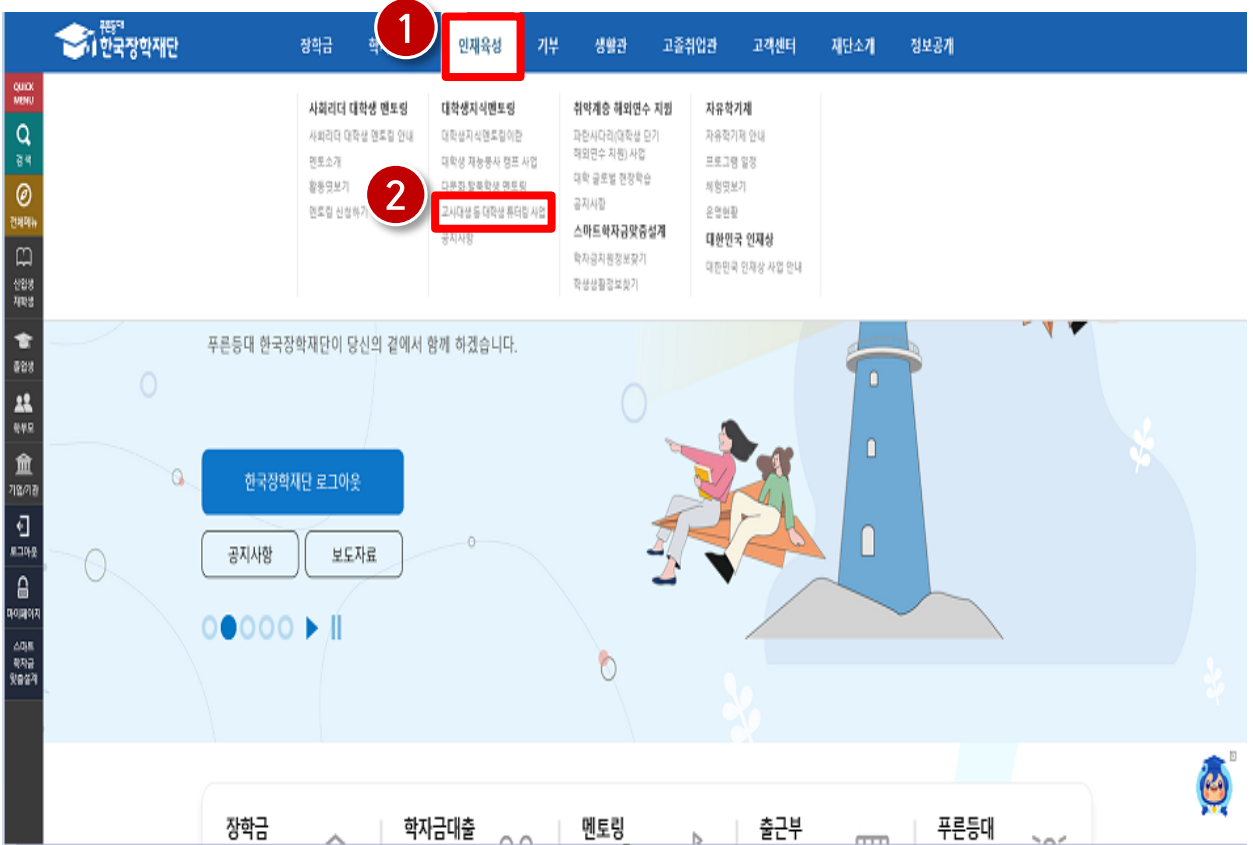 푸른등대
한국장학재단
장학금
인재육성
기부
생활관
고졸취업관
고객센터
재단소개
정보공개
1
QUICK
MENU
검색
전체메뉴
신입생
재학생
졸업생
학부모
기업/기관
로그아웃
마이페이지
스마트
학자금
맞춤설계
사회리더 대학생 멘토링
사회리더 대학생 멘토링 안내
멘토소개
활동엿보기
멘토링 신청하기
대학생지식멘토링
대학생지식멘토링이란
대학생 재능봉사 캠프 사업
다문화·탈북학생 멘토링
2
교사대생 등 대학생 튜터링 사업
공지사항
취약계층 해외연수 지원
파란사다리(대학생 단기
해외연수 지원) 사업
대학 글로벌 현장학습
공지사항
스마트학자금맞춤설계
학자금지원정보찾기
학생생활정보찾기
자유학기제
자유학기제 안내
프로그램 일정
체험엿보기
운영현황
대한민국 인재상
대한민국 인재상 사업 안내
푸른등대 한국장학재단이 당신의 곁에서 함께 하겠습니다.
한국장학재단 로그아웃
공지사항
보도자료
장학금
학자금대출
멘토링
출근부
푸른등대